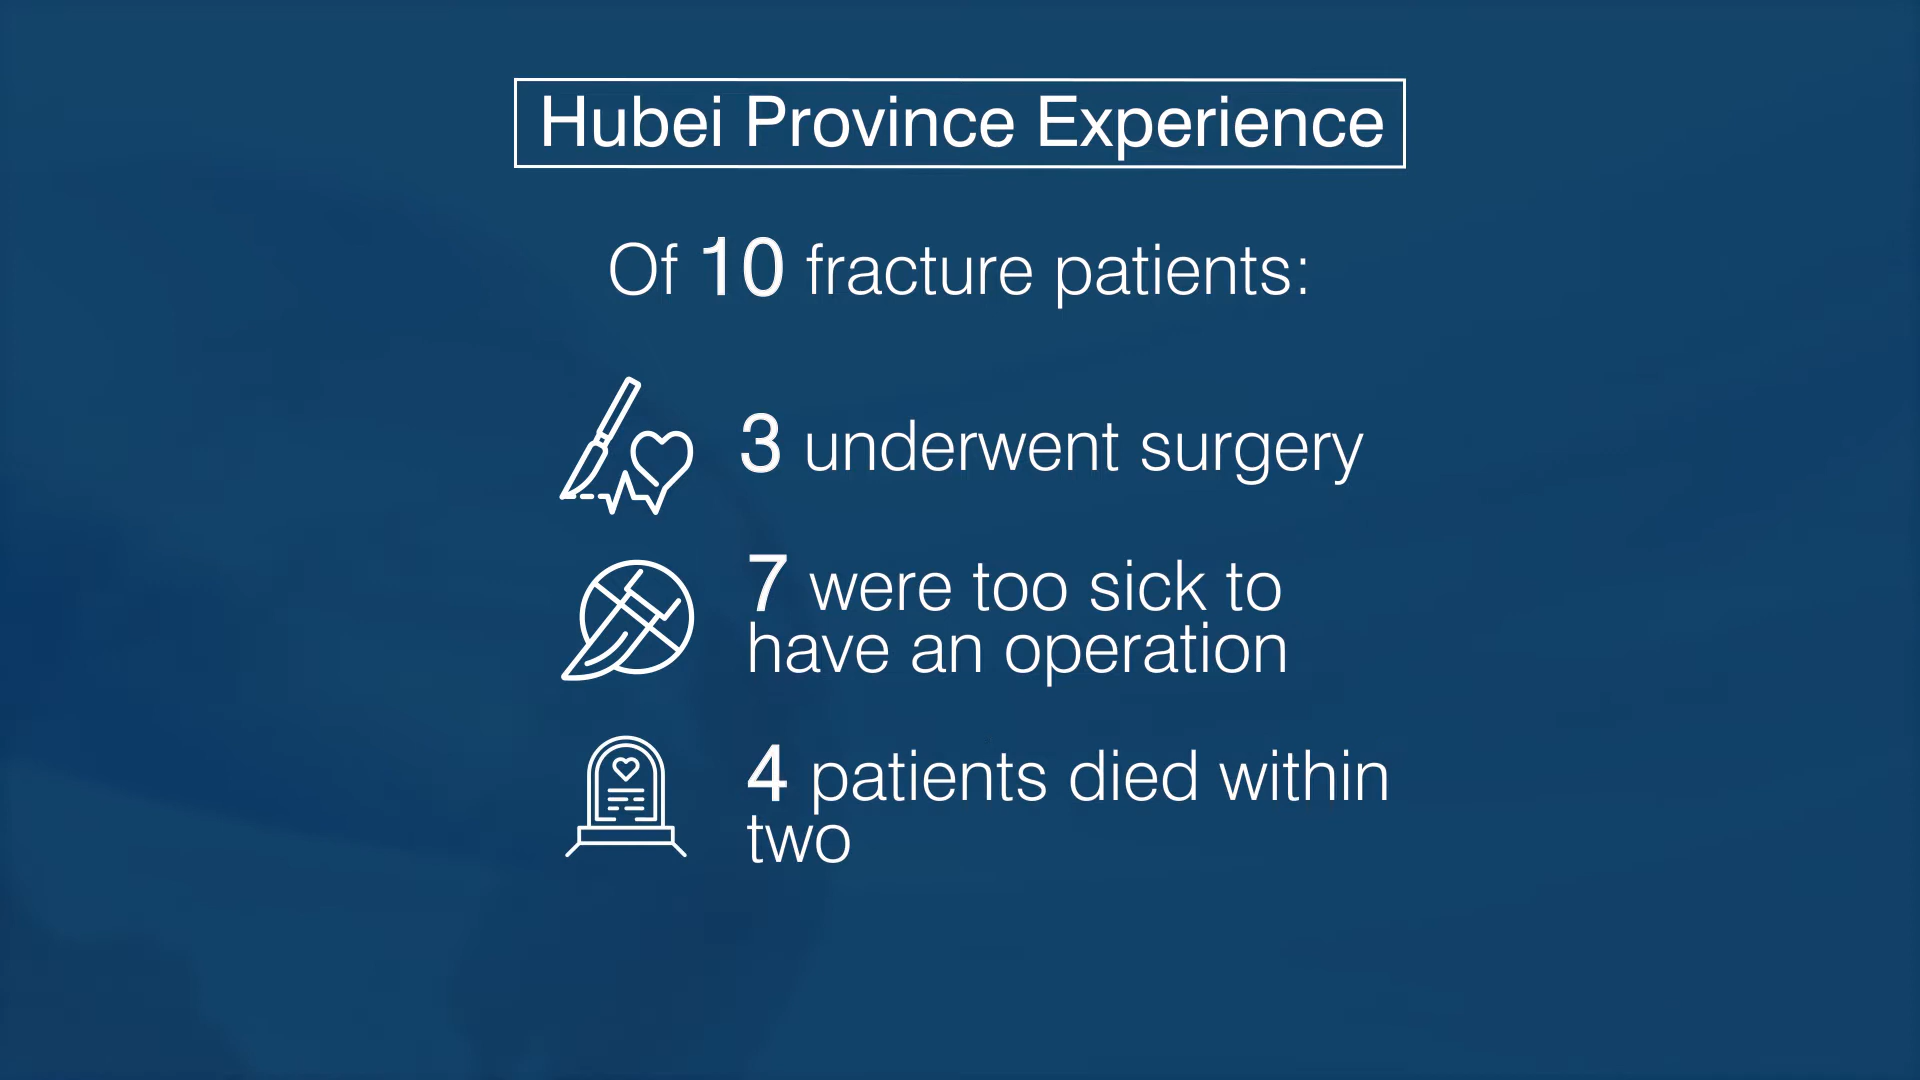 Hubei Province Experience
Of 10 fracture patients:
3 underwent surgery
7 were too sick to
have an operation
4 patients died within
two